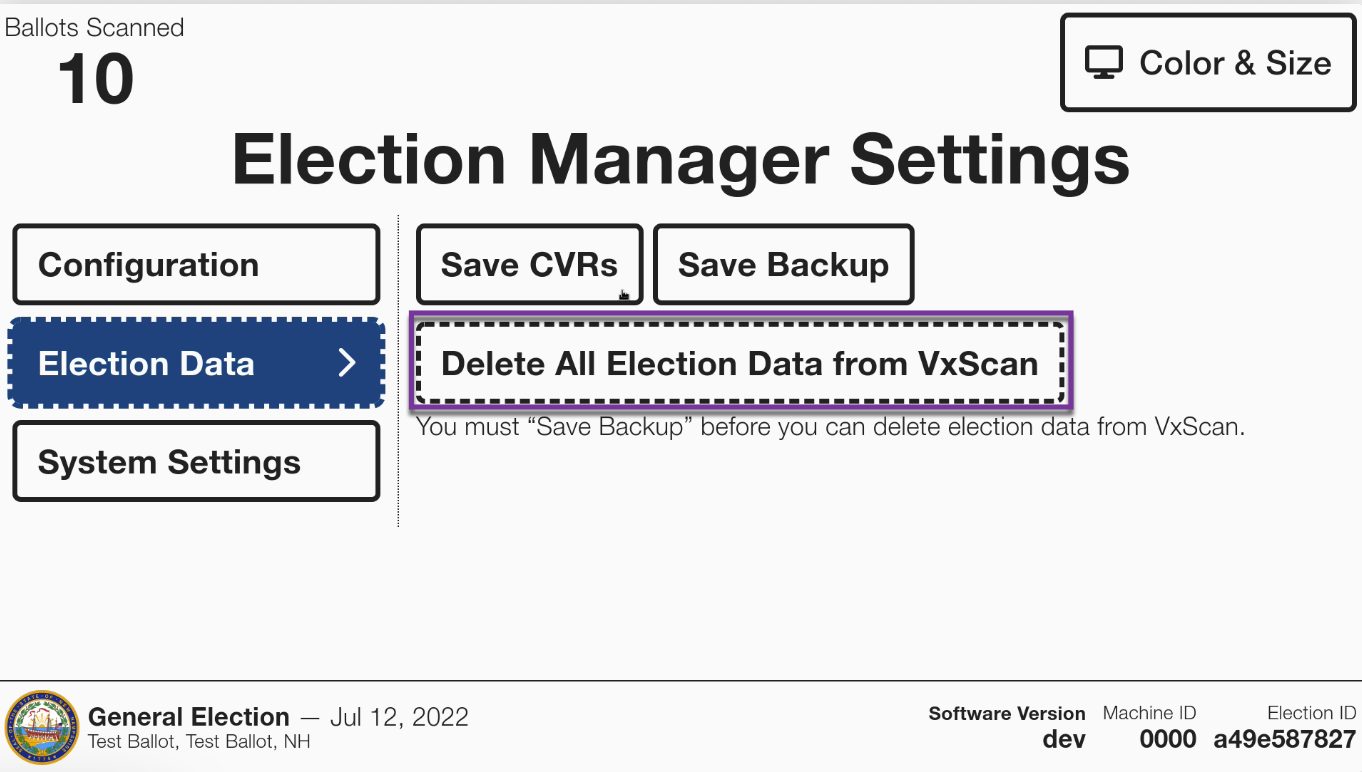 Ballots Scanned
10
Color & Size
Election Manager Settings
Configuration
Save CVRs
Save Backup
Election Data
Delete All Election Data from VxScan
You must “Save Backup” before you can delete election data from VxScan.
System Settings
General Election — Jul 12, 2022
Test Ballot, Test Ballot, NH
Software Version
dev
Machine ID
0000
Election ID
a49e587827